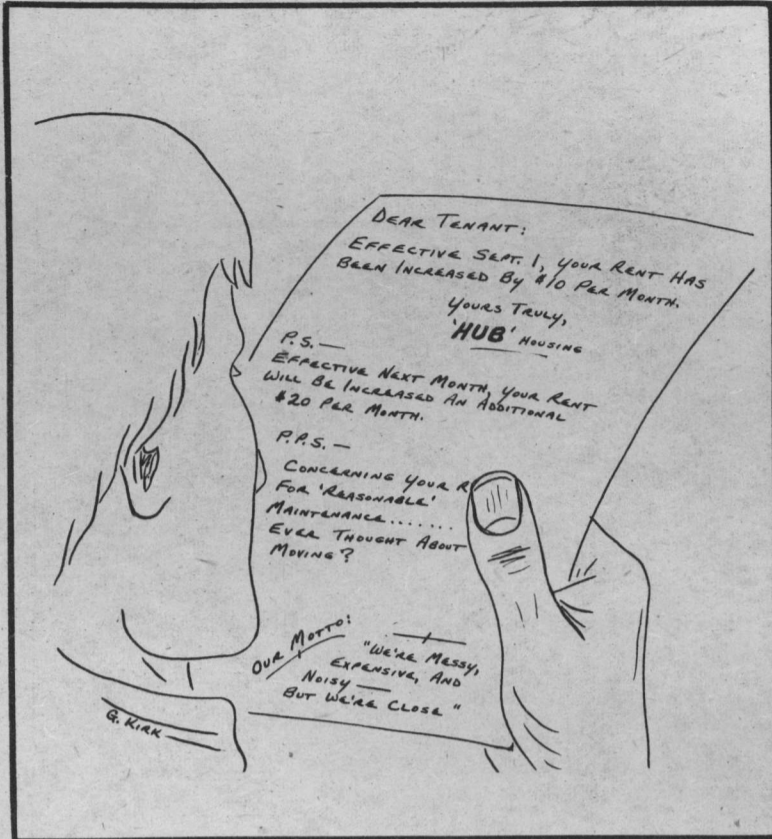 DEAR TENANT:
EFFECTIVE SEPT. 1, YOUR RENT HAS
BEEN INCREASED BY $10 PER MONTH.
YOURS TRULY,
'HUB' HOUSING
P.S. —
EFFECTIVE NEXT MONTH, YOUR RENT
WILL BE INCREASED AN ADDITIONAL
$20 PER MONTH.
P.P.S. —
CONCERNING YOUR R
FOR 'REASONABLE'
MAINTENANCE.......
EVER THOUGHT ABOUT
MOVING?
OUR MOTTO:
"WE'RE MESSY,
EXPENSIVE, AND
NOISY —
BUT WE'RE CLOSE"
G. KIRK